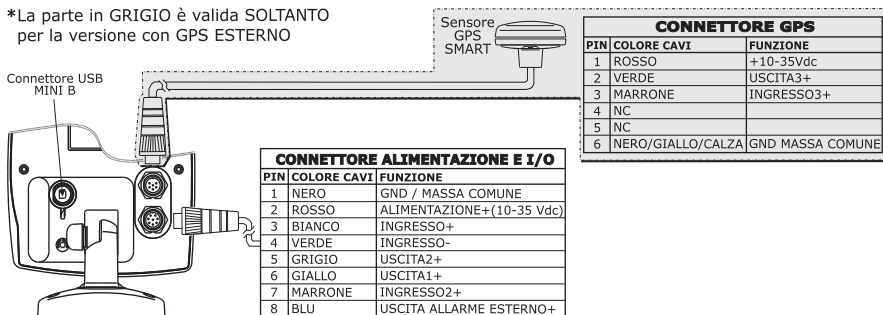 *La parte in GRIGIO è valida SOLTANTO
per la versione con GPS ESTERNO
Sensore
GPS
SMART
Connettore USB
MINI B
CONNETTORE GPS
PIN COLORE CAVI FUNZIONE
1 ROSSO +10-35Vdc
2 VERDE USCITA3+
3 MARRONE INGRESSO3+
4 NC
5 NC
6 NERO/GIALLO/CALZA GND MASSA COMUNE
CONNETTORE ALIMENTAZIONE E I/O
PIN COLORE CAVI FUNZIONE
1 NERO GND / MASSA COMUNE
2 ROSSO ALIMENTAZIONE+(10-35 Vdc)
3 BIANCO INGRESSO+
4 VERDE INGRESSO-
5 GRIGIO USCITA2+
6 GIALLO USCITA1+
7 MARRONE INGRESSO2+
8 BLU USCITA ALLARME ESTERNO+